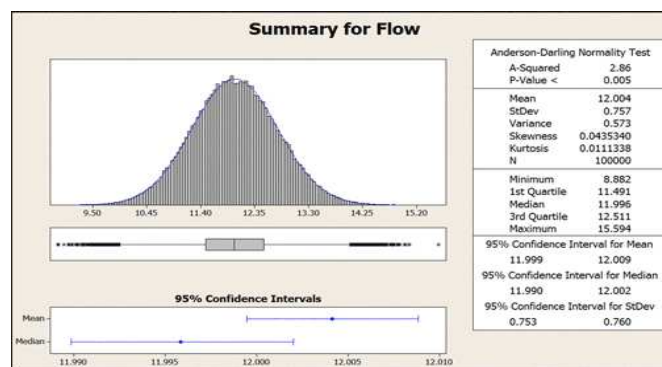 Summary for Flow
9.50 10.45 11.40 12.35 13.30 14.25 15.20
95% Confidence Intervals
Mean
Median
11.990 11.995 12.000 12.005 12.010
Anderson-Darling Normality Test
A-Squared 2.86
P-Value < 0.005
Mean 12.004
StDev 0.757
Variance 0.573
Skewness 0.0435340
Kurtosis 0.0111338
N 100000
Minimum 8.882
1st Quartile 11.491
Median 11.996
3rd Quartile 12.511
Maximum 15.594
95% Confidence Interval for Mean
11.999 12.009
95% Confidence Interval for Median
11.990 12.002
95% Confidence Interval for StDev
0.753 0.760